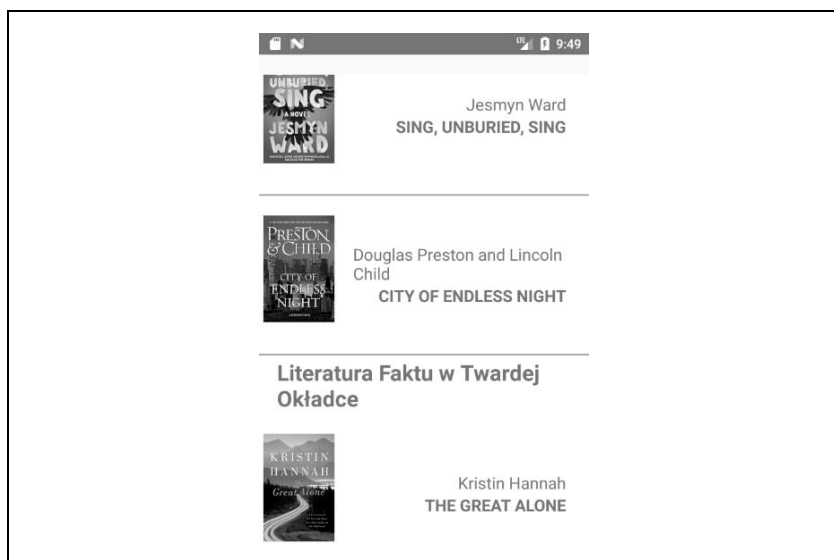 LTE 9:49
UNBURIED,
SING
A NOVEL
JESMYN
WARD
Jesmyn Ward
SING, UNBURIED, SING
PRESTON
& CHILD
CITY OF
ENDLESS
NIGHT
Douglas Preston and Lincoln
Child
CITY OF ENDLESS NIGHT
Literatura Faktu w Twardej
Okładce
KRISTIN
HANNAH
Great Alone
Kristin Hannah
THE GREAT ALONE